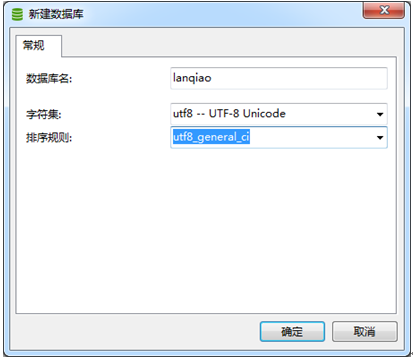 新建数据库
常规
数据库名: lanqiao
字符集: utf8 -- UTF-8 Unicode
排序规则: utf8_general_ci
确定 取消